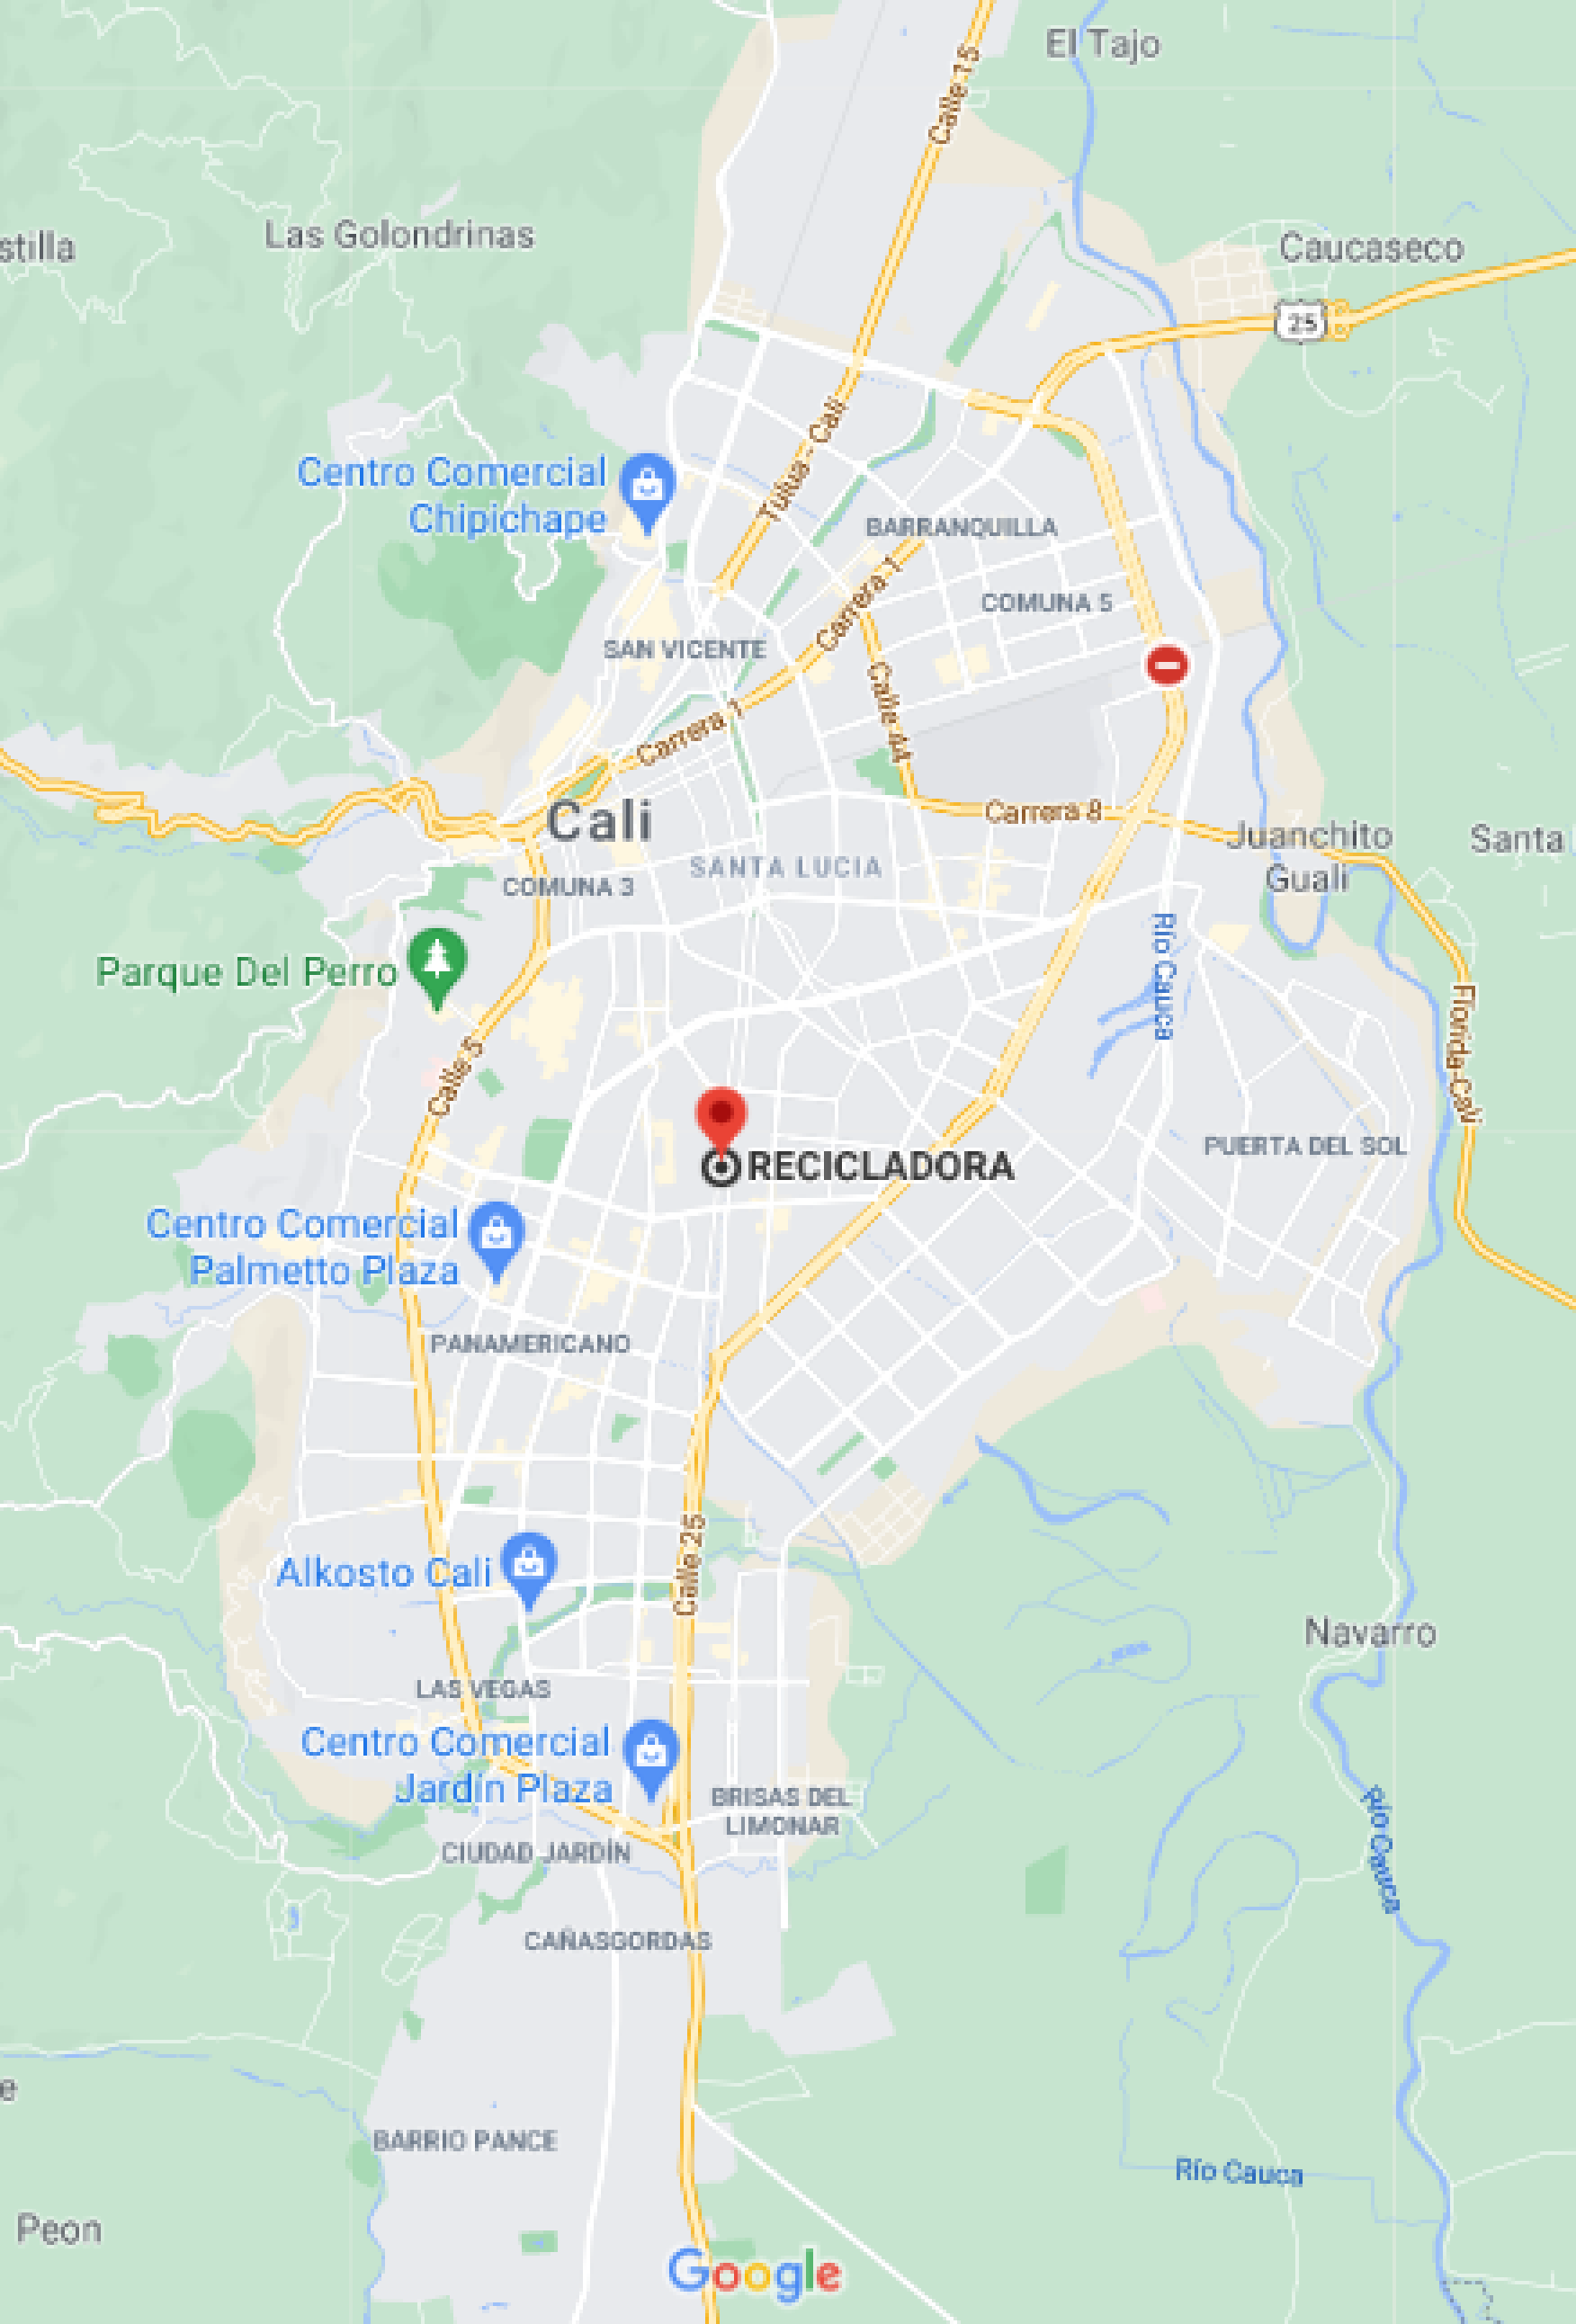 El Tajo
Calle 15
stilla
Las Golondrinas
Caucaseco
25
Tulua - Cali
Centro Comercial
Chipichape
BARRANQUILLA
Carrera 1
COMUNA 5
SAN VICENTE
Calle 44
Carrera 1
Cali
Carrera 8
Juanchito
Guali
Santa
SANTA LUCIA
COMUNA 3
Parque Del Perro
Río Cauca
Florida-Cali
Calle 5
PUERTA DEL SOL
RECICLADORA
Centro Comercial
Palmetto Plaza
PANAMERICANO
Calle 25
Alkosto Cali
Navarro
LAS VEGAS
Centro Comercial
Jardín Plaza
BRISAS DEL
LIMONAR
Río Cauca
CIUDAD JARDÍN
CAÑASGORDAS
e
BARRIO PANCE
Río Cauca
Peon
Google